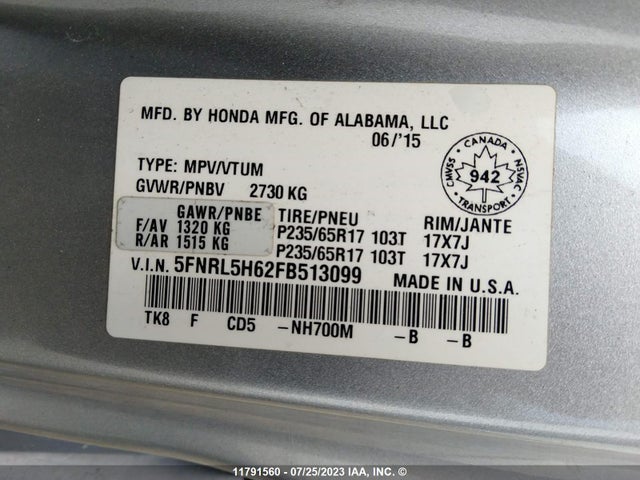 MFD. BY HONDA MFG. OF ALABAMA, LLC
06/'15
TYPE: MPV/VTUM
GVWR/PNBV 2730 KG
CANADA
CMVSS 942 NSVAC
TRANSPORT
GAWR/PNBE TIRE/PNEU RIM/JANTE
F/AV 1320 KG P235/65R17 103T 17X7J
R/AR 1515 KG P235/65R17 103T 17X7J
V.I.N. 5FNRL5H62FB513099 MADE IN U.S.A.
TK8 F CD5 -NH700M -B -B
11791560 - 07/25/2023 IAA, INC. ©